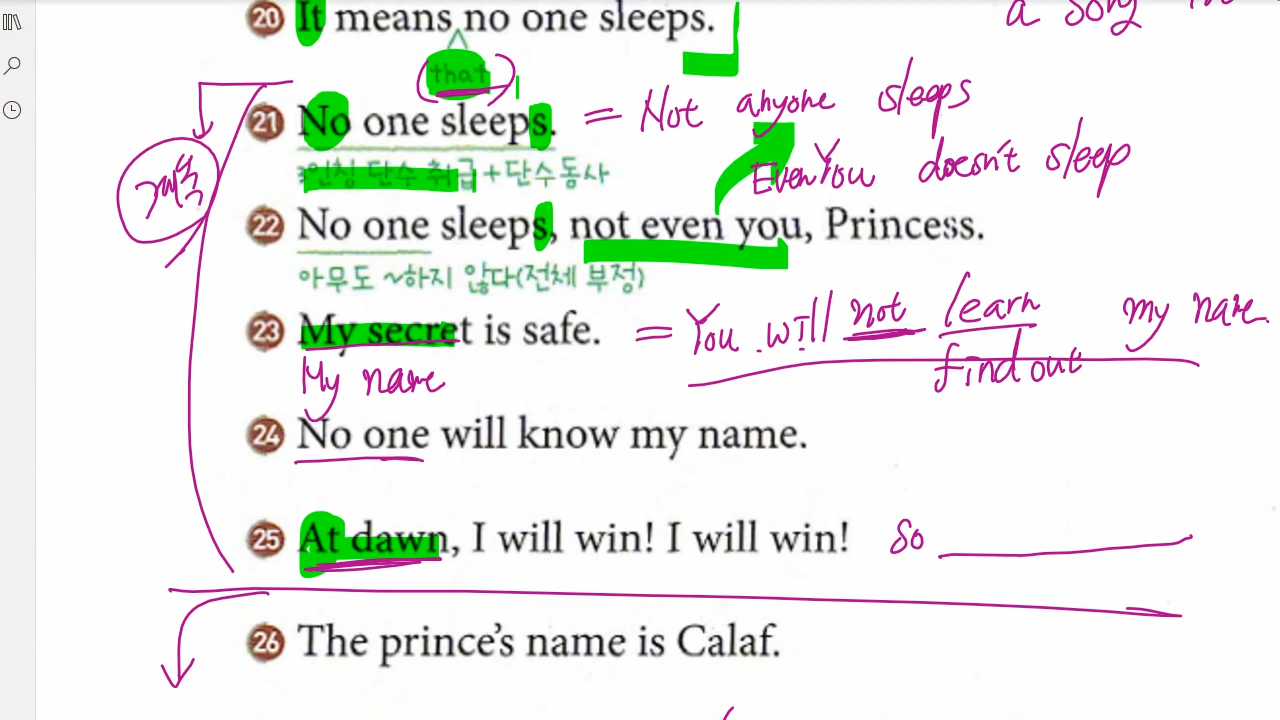 20 It means no one sleeps.
a song
(that)
21 No one sleeps. = Not anyone sleeps
3인칭 단수 취급 + 단수동사
Even You doesn't sleep
22 No one sleeps, not even you, Princess.
아무도 ~하지 않다(전체 부정)
23 My secret is safe. = You will not learn my name.
My name
find out
24 No one will know my name.
25 At dawn, I will win! I will win! So
26 The prince's name is Calaf.